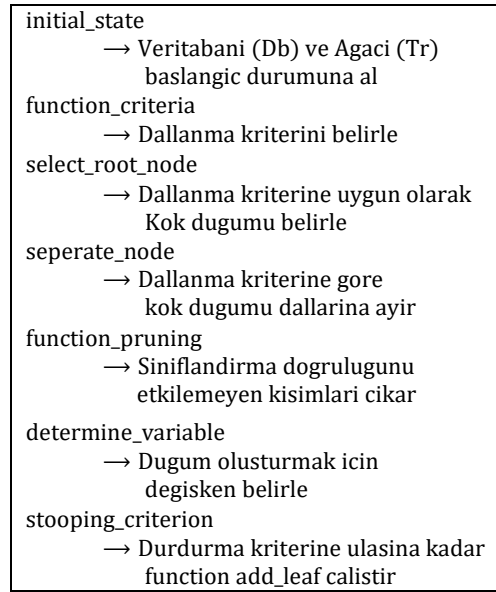 initial_state
→ Veritabani (Db) ve Agaci (Tr)
baslangic durumuna al
function_criteria
→ Dallanma kriterini belirle
select_root_node
→ Dallanma kriterine uygun olarak
Kok dugumu belirle
seperate_node
→ Dallanma kriterine gore
kok dugumu dallarina ayir
function_pruning
→ Siniflandirma dogrulugunu
etkilemeyen kisimlari cikar
determine_variable
→ Dugum olusturmak icin
degisken belirle
stooping_criterion
→ Durdurma kriterine ulasina kadar
function add_leaf calistir